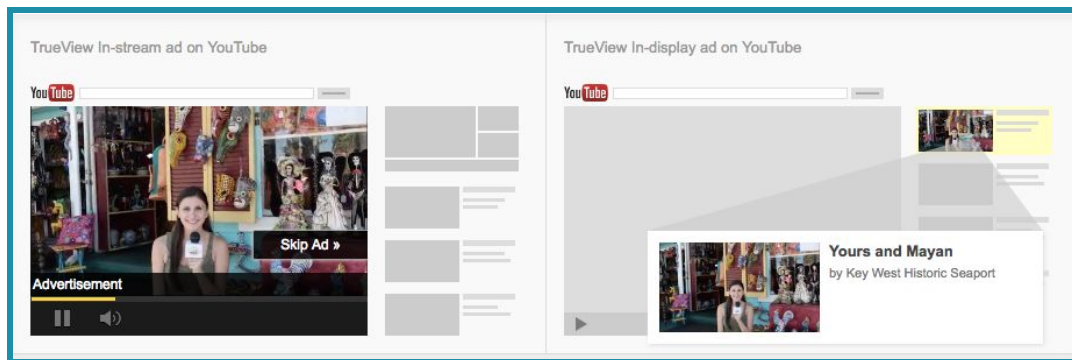 TrueView In-stream ad on YouTube
YouTube
Skip Ad »
Advertisement
TrueView In-display ad on YouTube
YouTube
Yours and Mayan
by Key West Historic Seaport